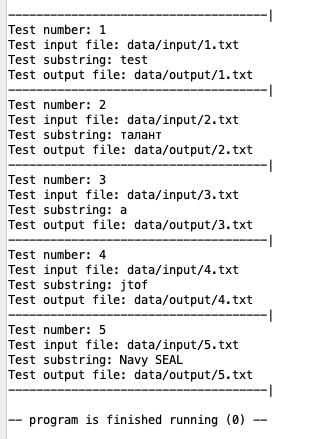 -------------------------------------|
Test number: 1
Test input file: data/input/1.txt
Test substring: test
Test output file: data/output/1.txt
-------------------------------------|
Test number: 2
Test input file: data/input/2.txt
Test substring: талант
Test output file: data/output/2.txt
-------------------------------------|
Test number: 3
Test input file: data/input/3.txt
Test substring: a
Test output file: data/output/3.txt
-------------------------------------|
Test number: 4
Test input file: data/input/4.txt
Test substring: jtof
Test output file: data/output/4.txt
-------------------------------------|
Test number: 5
Test input file: data/input/5.txt
Test substring: Navy SEAL
Test output file: data/output/5.txt
-------------------------------------|
-- program is finished running (0) --